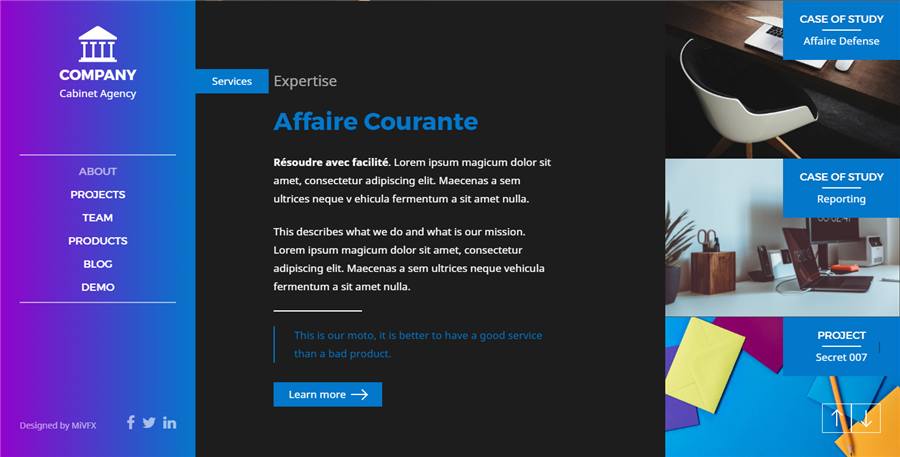 COMPANY
Cabinet Agency
ABOUT
PROJECTS
TEAM
PRODUCTS
BLOG
DEMO
Designed by MiVFX
Services
Expertise
Affaire Courante
Résoudre avec facilité. Lorem ipsum magicum dolor sit
amet, consectetur adipiscing elit. Maecenas a sem
ultrices neque v ehicula fermentum a sit amet nulla.
This describes what we do and what is our mission.
Lorem ipsum magicum dolor sit amet, consectetur
adipiscing elit. Maecenas a sem ultrices neque vehicula
fermentum a sit amet nulla.
This is our moto, it is better to have a good service
than a bad product.
Learn more
CASE OF STUDY
Affaire Defense
CASE OF STUDY
Reporting
PROJECT
Secret 007